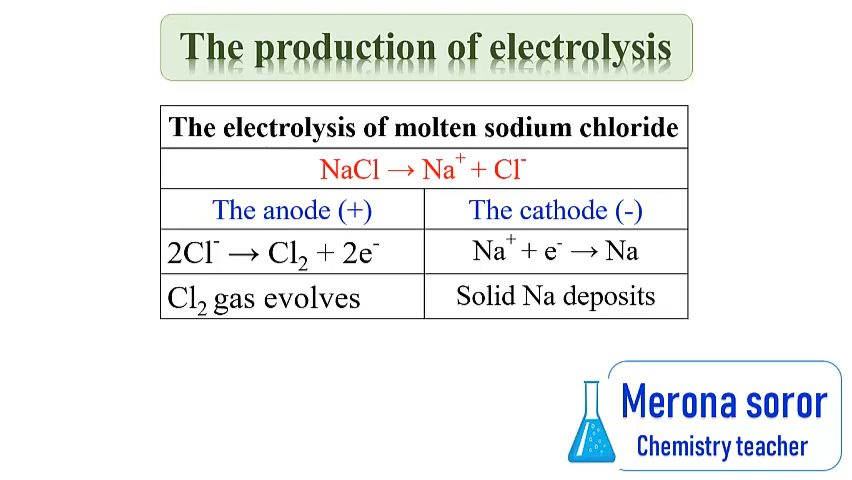 The production of electrolysis
The electrolysis of molten sodium chloride
NaCl → Na⁺ + Cl⁻
The anode (+)
The cathode (-)
2Cl⁻ → Cl₂ + 2e⁻
Na⁺ + e⁻ → Na
Cl₂ gas evolves
Solid Na deposits
Merona soror
Chemistry teacher